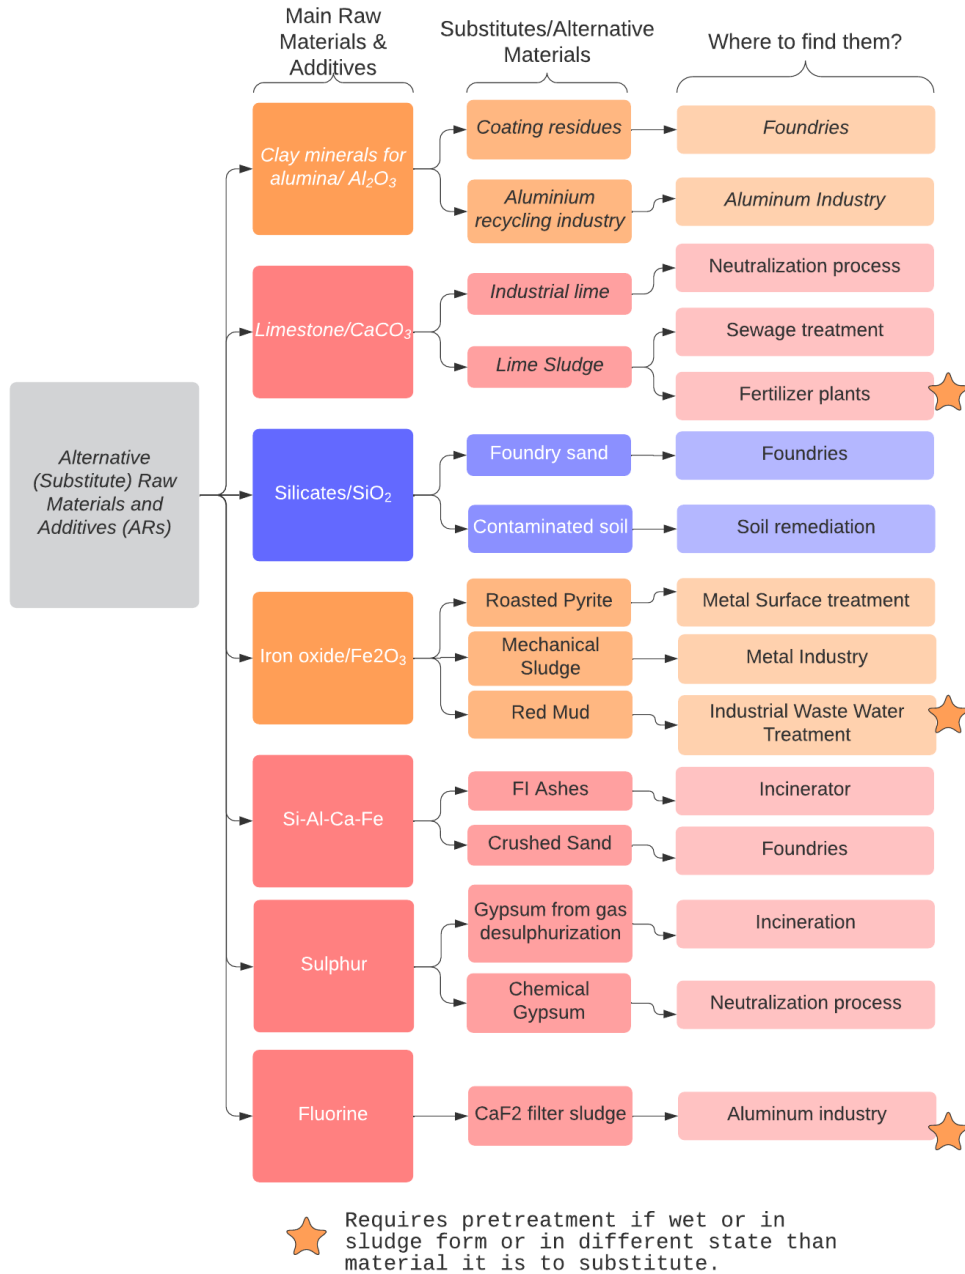 Main Raw
Materials &
Additives
Substitutes/Alternative
Materials
Where to find them?
Alternative
(Substitute) Raw
Materials and
Additives (ARs)
Clay minerals for
alumina/ Al₂O₃
Coating residues
Foundries
Aluminium
recycling industry
Aluminum Industry
Limestone/CaCO₃
Industrial lime
Neutralization process
Lime Sludge
Sewage treatment
Fertilizer plants
Silicates/SiO₂
Foundry sand
Foundries
Contaminated soil
Soil remediation
Iron oxide/Fe2O₃
Roasted Pyrite
Metal Surface treatment
Mechanical
Sludge
Metal Industry
Red Mud
Industrial Waste Water
Treatment
Si-Al-Ca-Fe
FI Ashes
Incinerator
Crushed Sand
Foundries
Sulphur
Gypsum from gas
desulphurization
Incineration
Chemical
Gypsum
Neutralization process
Fluorine
CaF2 filter sludge
Aluminum industry
Requires pretreatment if wet or in
sludge form or in different state than
material it is to substitute.